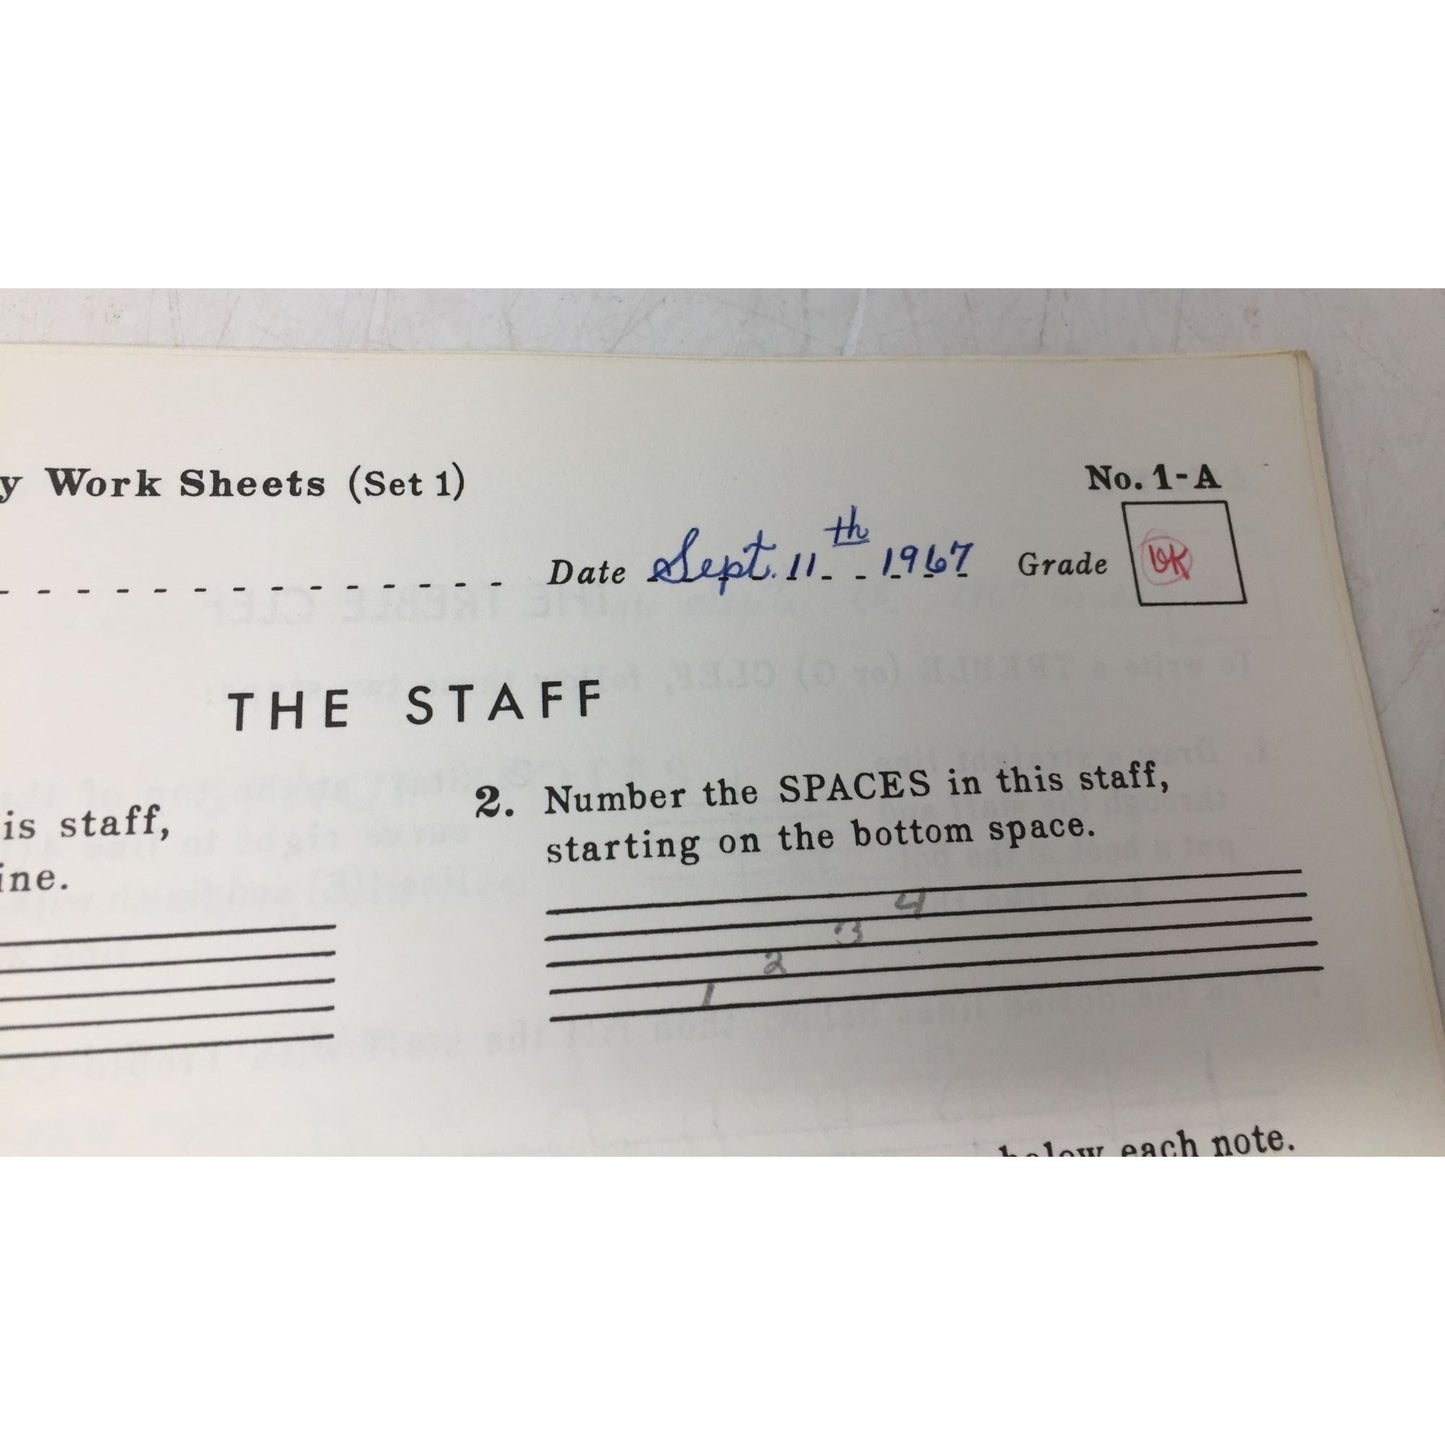 y Work Sheets (Set 1)
No. 1-A
Date Sept. 11th 1967 Grade OK
THE STAFF
is staff,
ine.
2. Number the SPACES in this staff,
starting on the bottom space.
4
3
2
1
below each note.